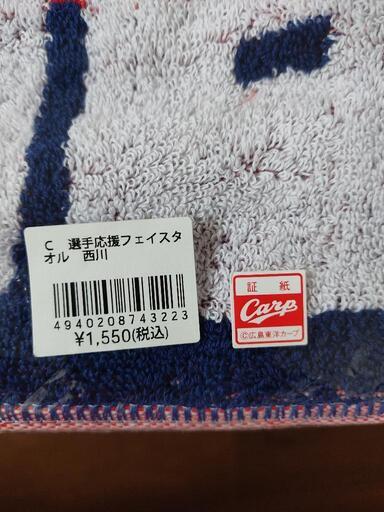 C 選手応援フェイスタ
オル 西川
4940208743223
¥1,550(税込)
証紙
Carp
©広島東洋カープ